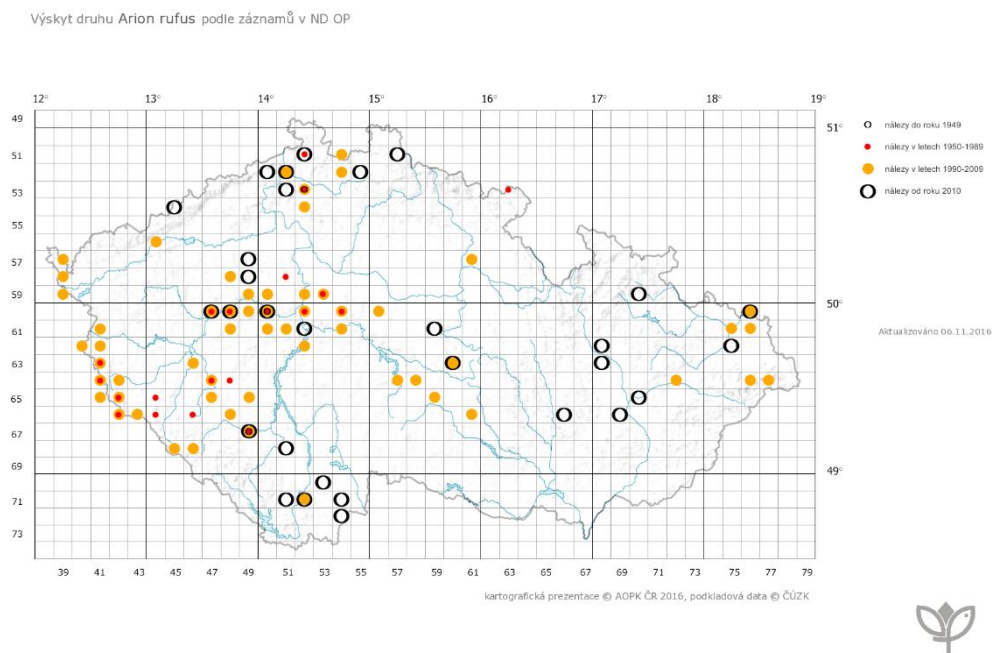 Výskyt druhu Arion rufus podle záznamů v ND OP
12° 13° 14° 15° 16° 17° 18° 19°
49
51°
51
53
55
57
59
50°
61
63
65
67
69
49°
71
73
39 41 43 45 47 49 51 53 55 57 59 61 63 65 67 69 71 73 75 77 79
nálezy do roku 1949
nálezy v letech 1950-1989
nálezy v letech 1990-2009
nálezy od roku 2010
Aktualizováno 06.11.2016
kartografická prezentace © AOPK ČR 2016, podkladová data © ČÚZK